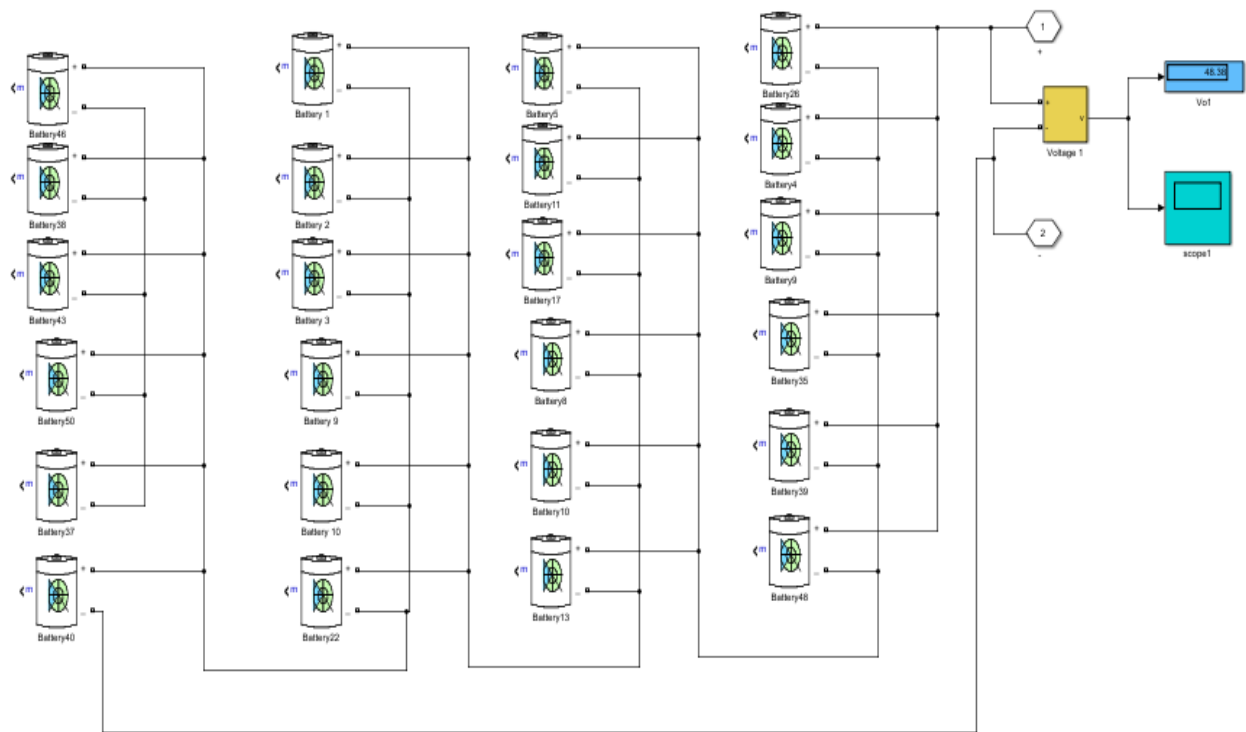 m
+
-
Battery46
m
+
-
Battery38
m
+
-
Battery43
m
+
-
Battery50
m
+
-
Battery37
m
+
-
Battery40
m
+
-
Battery 1
m
+
-
Battery 2
m
+
-
Battery 3
m
+
-
Battery 9
m
+
-
Battery 10
m
+
-
Battery22
m
+
-
Battery5
m
+
-
Battery11
m
+
-
Battery17
m
+
-
Battery8
m
+
-
Battery10
m
+
-
Battery13
m
+
-
Battery26
m
+
-
Battery4
m
+
-
Battery9
m
+
-
Battery35
m
+
-
Battery39
m
+
-
Battery48
1
+
+
-
v
Voltage 1
2
-
48.38
Vo1
scope1